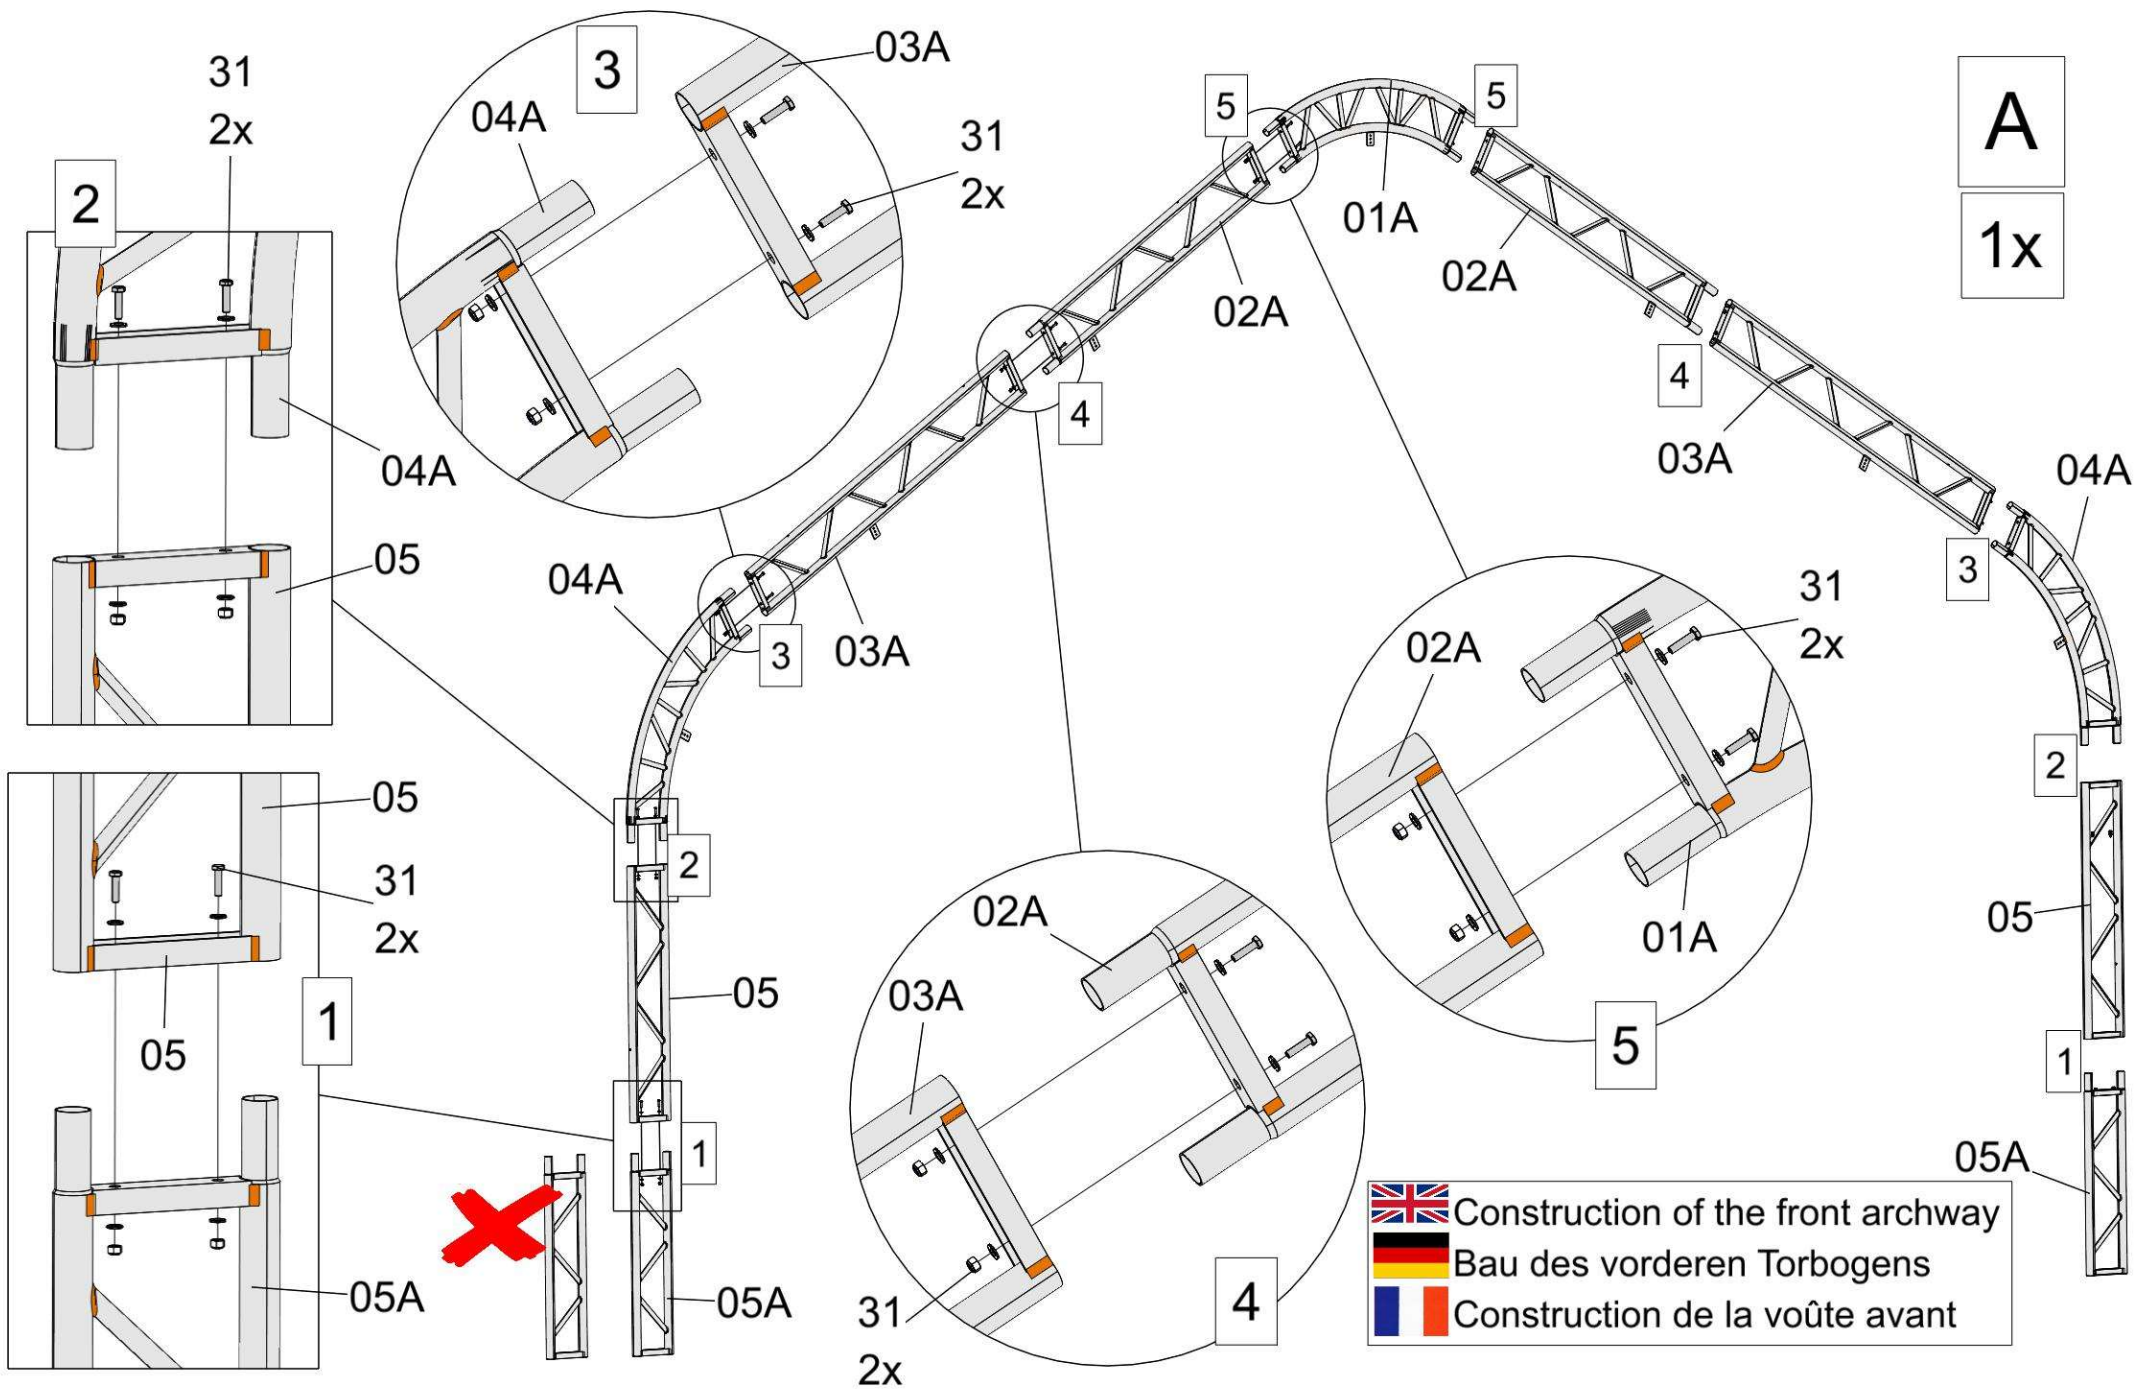 31
2x
2
04A
05
3
03A
04A
31
2x
5
5
01A
02A
02A
A
1x
4
4
03A
04A
3
04A
3
03A
05
31
2x
05
1
05A
2
05
1
05A
02A
03A
31
2x
4
02A
31
2x
01A
5
2
05
1
05A
Construction of the front archway
Bau des vorderen Torbogens
Construction de la voûte avant